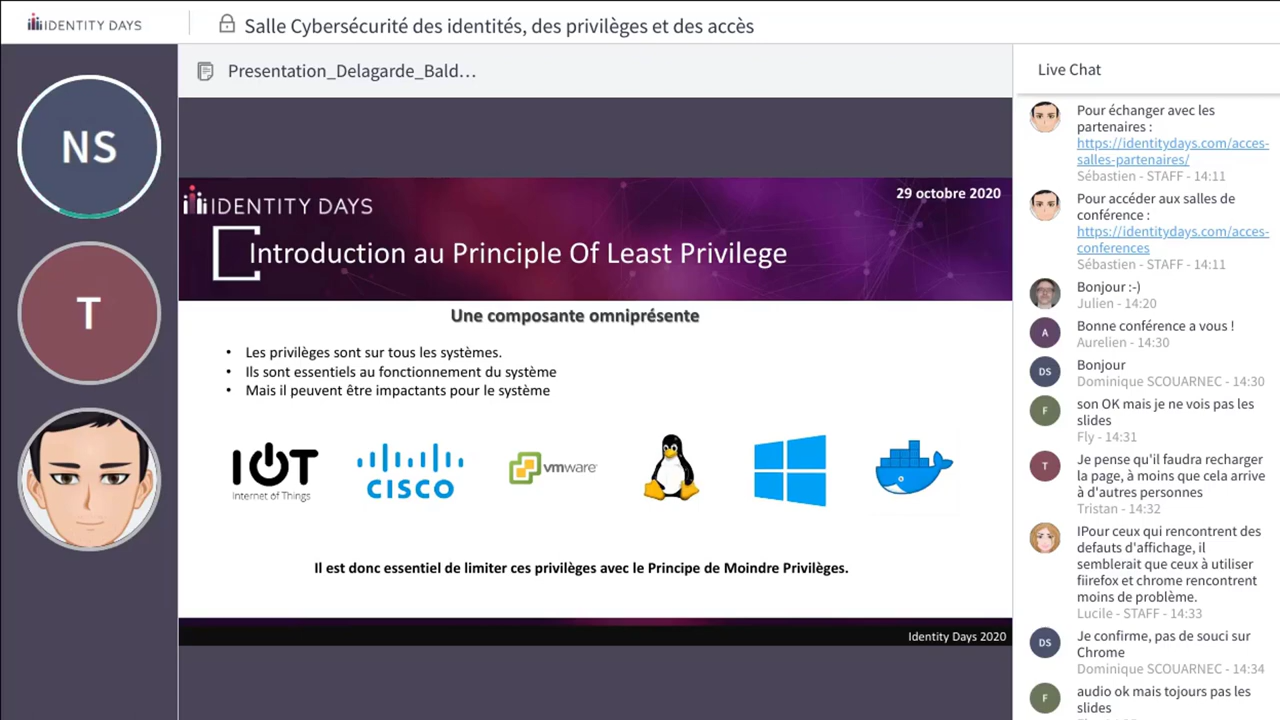 IDENTITY DAYS
Salle Cybersécurité des identités, des privilèges et des accès
NS
T
Presentation_Delagarde_Bald...
29 octobre 2020
IDENTITY DAYS
Introduction au Principle Of Least Privilege
Une composante omniprésente
• Les privilèges sont sur tous les systèmes.
• Ils sont essentiels au fonctionnement du système
• Mais il peuvent être impactants pour le système
IOT
Internet of Things
CISCO
vmware
Il est donc essentiel de limiter ces privilèges avec le Principe de Moindre Privilèges.
Identity Days 2020
Live Chat
Pour échanger avec les
partenaires :
https://identitydays.com/acces-
salles-partenaires/
Sébastien - STAFF - 14:11
Pour accéder aux salles de
conférence :
https://identitydays.com/acces-
conferences
Sébastien - STAFF - 14:11
Bonjour :-)
Julien - 14:20
A
Bonne conférence a vous !
Aurelien - 14:30
DS
Bonjour
Dominique SCOUARNEC - 14:30
F
son OK mais je ne vois pas les
slides
Fly - 14:31
T
Je pense qu'il faudra recharger
la page, à moins que cela arrive
à d'autres personnes
Tristan - 14:32
IPour ceux qui rencontrent des
defauts d'affichage, il
semblerait que ceux à utiliser
fiirefox et chrome rencontrent
moins de problème.
Lucile - STAFF - 14:33
DS
Je confirme, pas de souci sur
Chrome
Dominique SCOUARNEC - 14:34
F
audio ok mais tojours pas les
slides